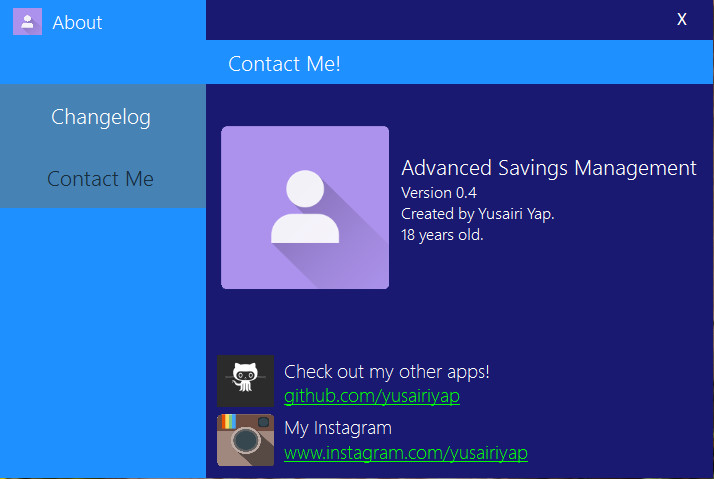 About
X
Contact Me!
Changelog
Contact Me
Advanced Savings Management
Version 0.4
Created by Yusairi Yap.
18 years old.
Check out my other apps!
github.com/yusairiyap
My Instagram
www.instagram.com/yusairiyap